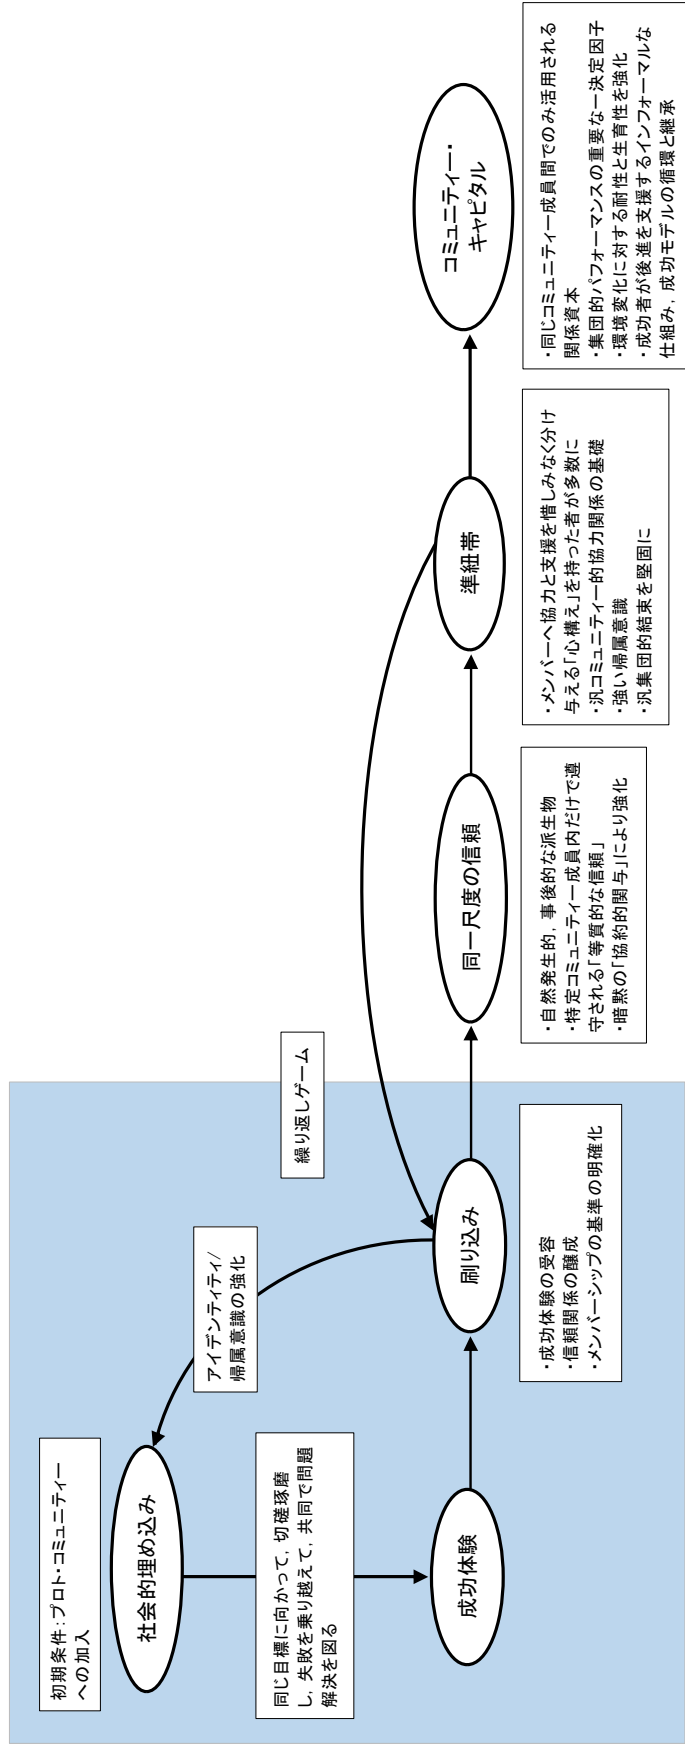 初期条件：プロト・コミュニティー
への加入
社会的埋め込み
同じ目標に向かって，切磋琢磨
し，失敗を乗り越えて，共同で問題
解決を図る
成功体験
アイデンティティ/
帰属意識の強化
繰り返しゲーム
刷り込み
・成功体験の受容
・信頼関係の醸成
・メンバーシップの基準の明確化
同一尺度の信頼
・自然発生的，事後的な派生物
・特定コミュニティー成員内だけで遵
守される「等質的な信頼」
・暗黙の「協約的関与」により強化
準紐帯
・メンバーへ協力と支援を惜しみなく分け
与える「心構え」を持った者が多数に
・汎コミュニティー的協力関係の基礎
・強い帰属意識
・汎集団的結束を堅固に
コミュニティー・
キャピタル
・同じコミュニティー成員間でのみ活用される
関係資本
・集団的パフォーマンスの重要な一決定因子
・環境変化に対する耐性と生育性を強化
・成功者が後進を支援するインフォーマルな
仕組み，成功モデルの循環と継承